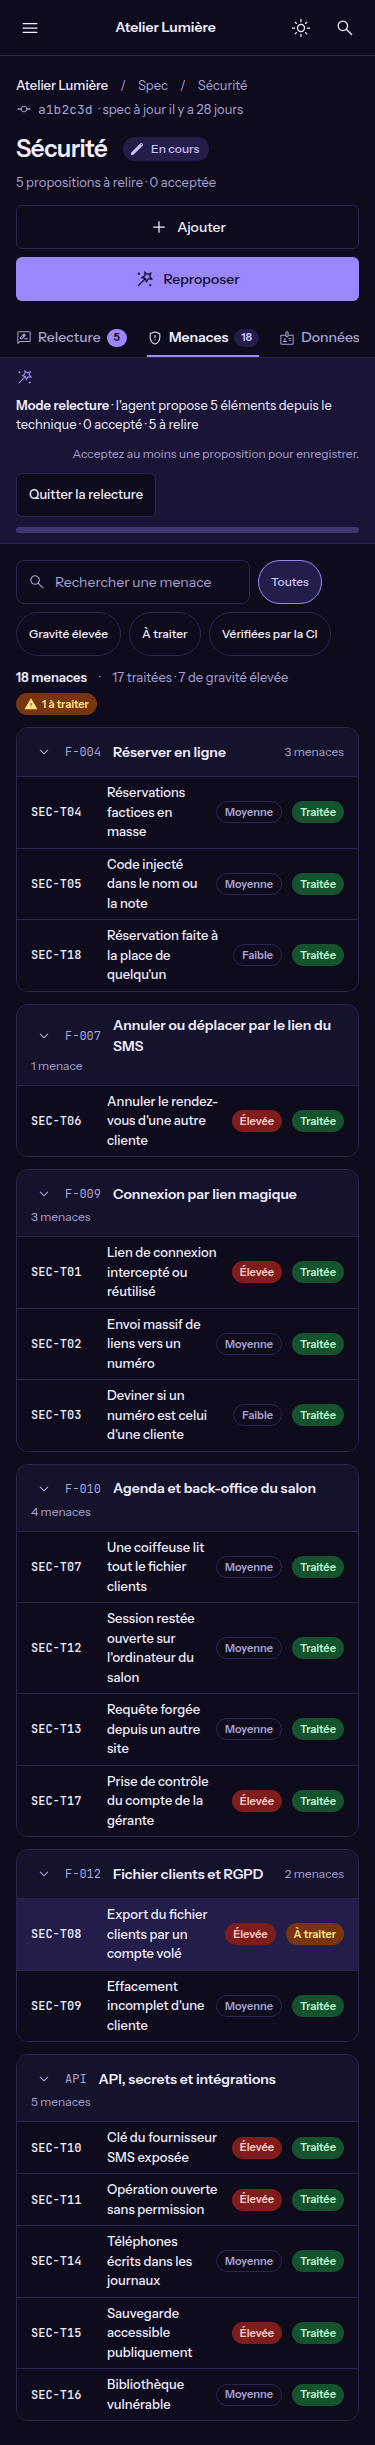 Atelier Lumière
Atelier Lumière / Spec / Sécurité
a1b2c3d · spec à jour il y a 28 jours
Sécurité En cours
5 propositions à relire · 0 acceptée
Ajouter
Reproposer
Relecture 5 Menaces 18 Données
Mode relecture · l'agent propose 5 éléments depuis le
technique · 0 accepté · 5 à relire
Acceptez au moins une proposition pour enregistrer.
Quitter la relecture
Rechercher une menace Toutes
Gravité élevée À traiter Vérifiées par la CI
18 menaces · 17 traitées · 7 de gravité élevée
1 à traiter
F-004 Réserver en ligne 3 menaces
SEC-T04 Réservations
factices en
masse Moyenne Traitée
SEC-T05 Code injecté
dans le nom ou
la note Moyenne Traitée
SEC-T18 Réservation faite à
la place de
quelqu'un Faible Traitée
F-007 Annuler ou déplacer par le lien du
SMS
1 menace
SEC-T06 Annuler le rendez-
vous d'une autre
cliente Élevée Traitée
F-009 Connexion par lien magique
3 menaces
SEC-T01 Lien de connexion
intercepté ou
réutilisé Élevée Traitée
SEC-T02 Envoi massif de
liens vers un
numéro Moyenne Traitée
SEC-T03 Deviner si un
numéro est celui
d'une cliente Faible Traitée
F-010 Agenda et back-office du salon
4 menaces
SEC-T07 Une coiffeuse lit
tout le fichier
clients Moyenne Traitée
SEC-T12 Session restée
ouverte sur
l'ordinateur du
salon Moyenne Traitée
SEC-T13 Requête forgée
depuis un autre
site Moyenne Traitée
SEC-T17 Prise de contrôle
du compte de la
gérante Élevée Traitée
F-012 Fichier clients et RGPD 2 menaces
SEC-T08 Export du fichier
clients par un
compte volé Élevée À traiter
SEC-T09 Effacement
incomplet d'une
cliente Moyenne Traitée
API API, secrets et intégrations
5 menaces
SEC-T10 Clé du fournisseur
SMS exposée Élevée Traitée
SEC-T11 Opération ouverte
sans permission Élevée Traitée
SEC-T14 Téléphones
écrits dans les
journaux Moyenne Traitée
SEC-T15 Sauvegarde
accessible
publiquement Élevée Traitée
SEC-T16 Bibliothèque
vulnérable Moyenne Traitée